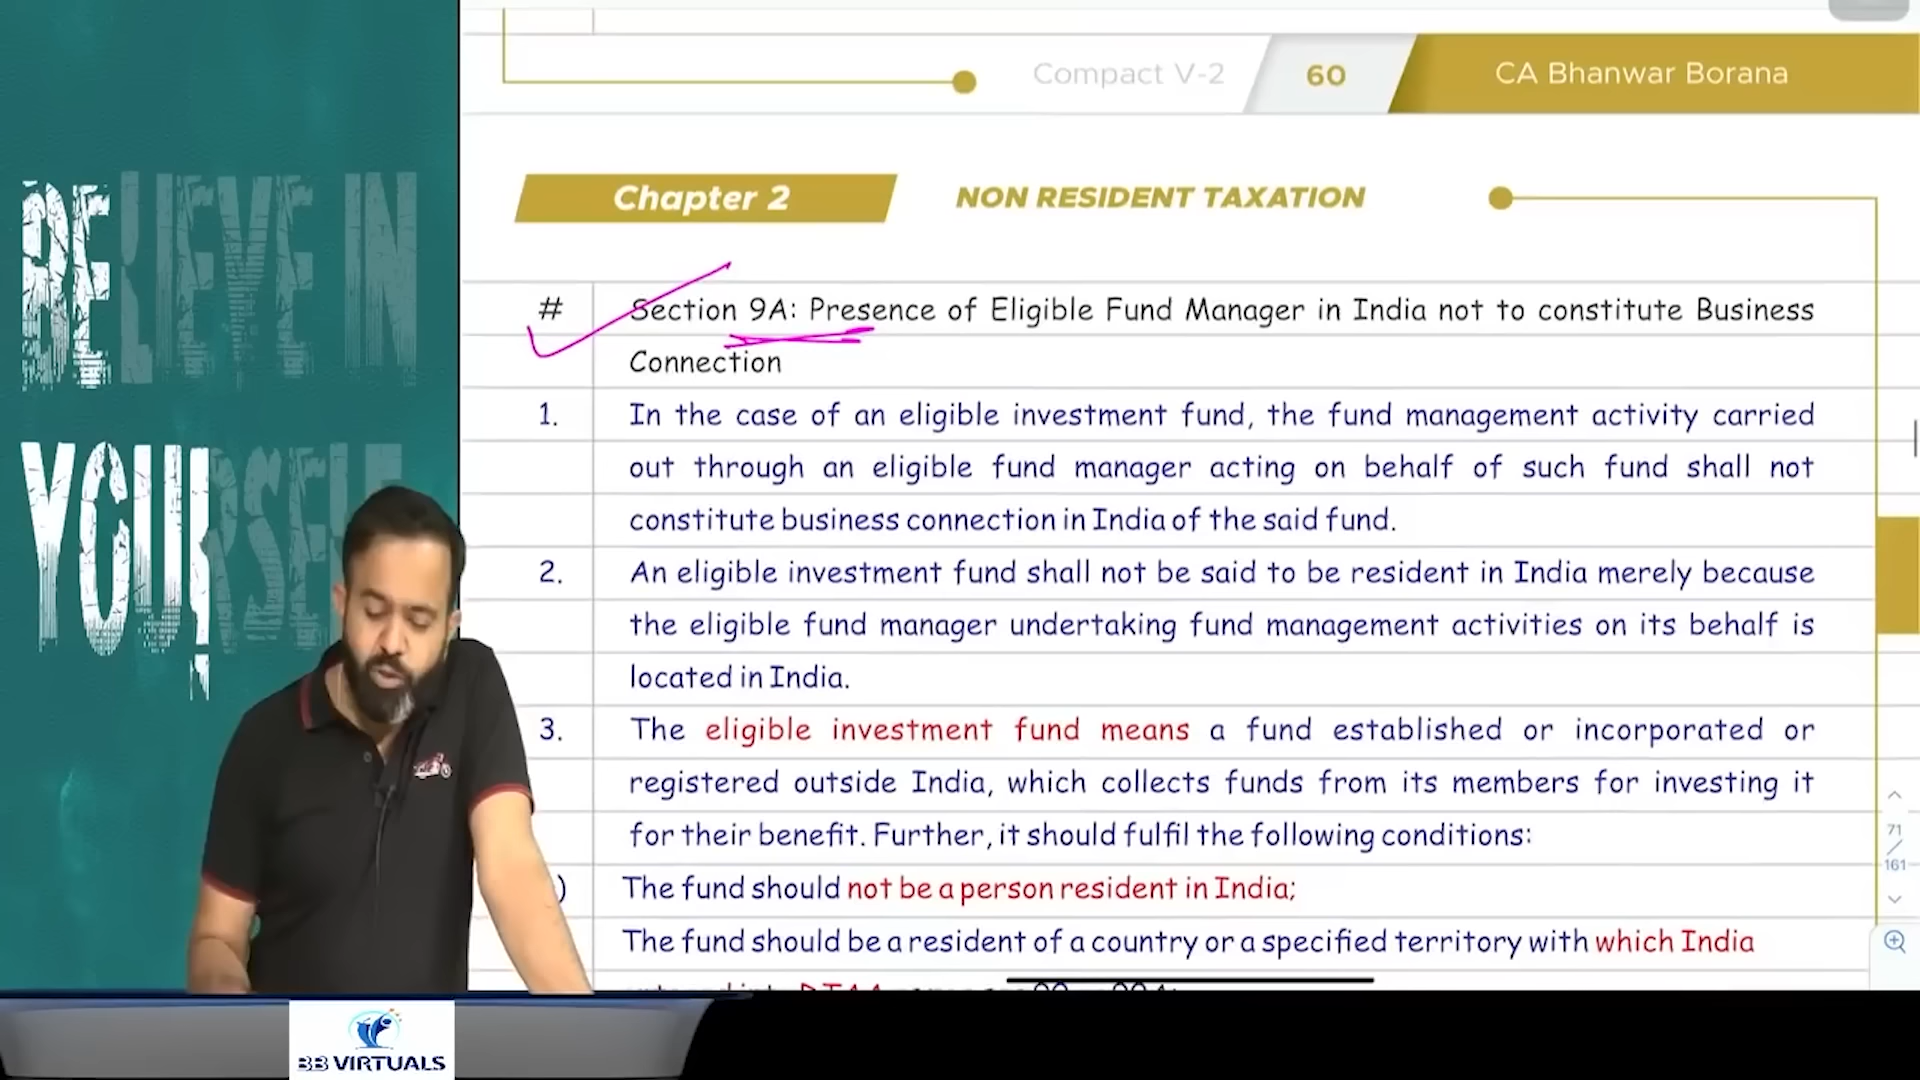 Compact V-2 60 CA Bhanwar Borana
BELIEVE IN
YOURSELF
YOU!
Chapter 2 NON RESIDENT TAXATION
# Section 9A: Presence of Eligible Fund Manager in India not to constitute Business
Connection
1. In the case of an eligible investment fund, the fund management activity carried
out through an eligible fund manager acting on behalf of such fund shall not
constitute business connection in India of the said fund.
2. An eligible investment fund shall not be said to be resident in India merely because
the eligible fund manager undertaking fund management activities on its behalf is
located in India.
3. The eligible investment fund means a fund established or incorporated or
registered outside India, which collects funds from its members for investing it
for their benefit. Further, it should fulfil the following conditions:
) The fund should not be a person resident in India;
The fund should be a resident of a country or a specified territory with which India
71
/
161
BB VIRTUALS